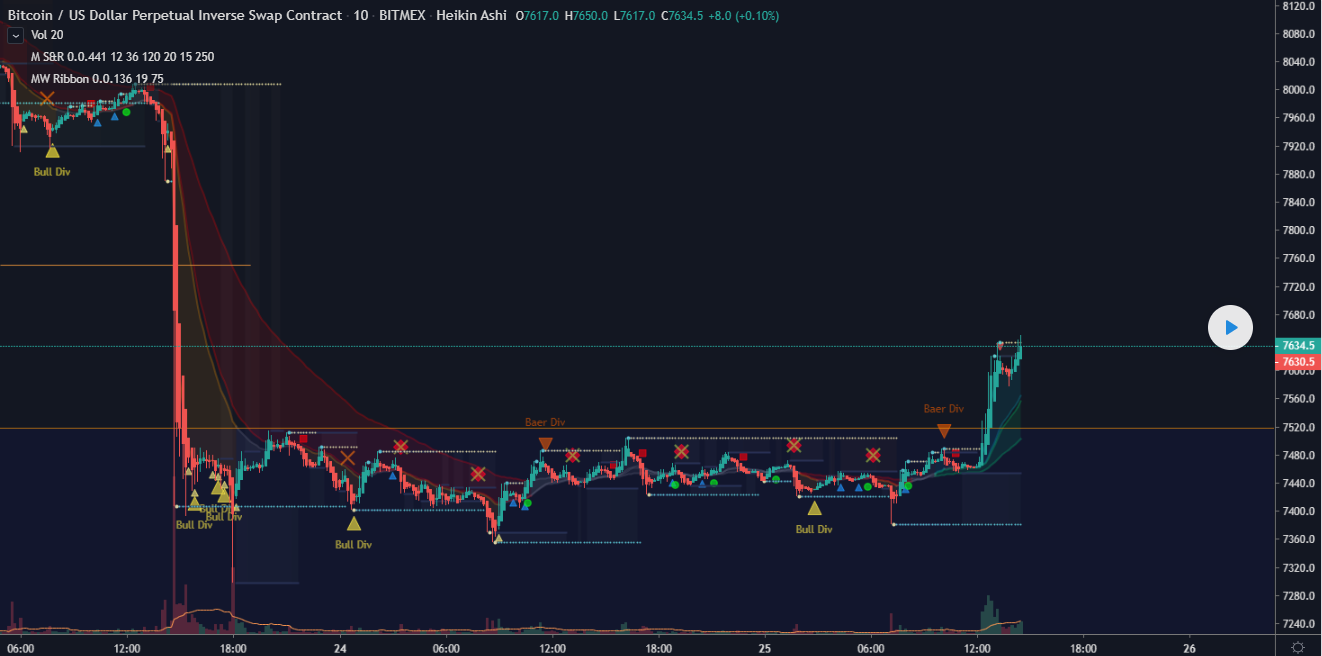 Bitcoin / US Dollar Perpetual Inverse Swap Contract · 10 · BITMEX · Heikin Ashi O7617.0 H7650.0 L7617.0 C7634.5 +8.0 (+0.10%)
Vol 20
M S&R 0.0.441 12 36 120 20 15 250
MW Ribbon 0.0.136 19 75
Bull Div
Baer Div
Baer Div
Bull Div
Bull Div
Bull Div
Bull Div
Bull Div
8120.0
8080.0
8040.0
8000.0
7960.0
7920.0
7880.0
7840.0
7800.0
7760.0
7720.0
7680.0
7634.5
7630.5
7600.0
7560.0
7520.0
7480.0
7440.0
7400.0
7360.0
7320.0
7280.0
7240.0
06:00 12:00 18:00 24 06:00 12:00 18:00 25 06:00 12:00 18:00 26